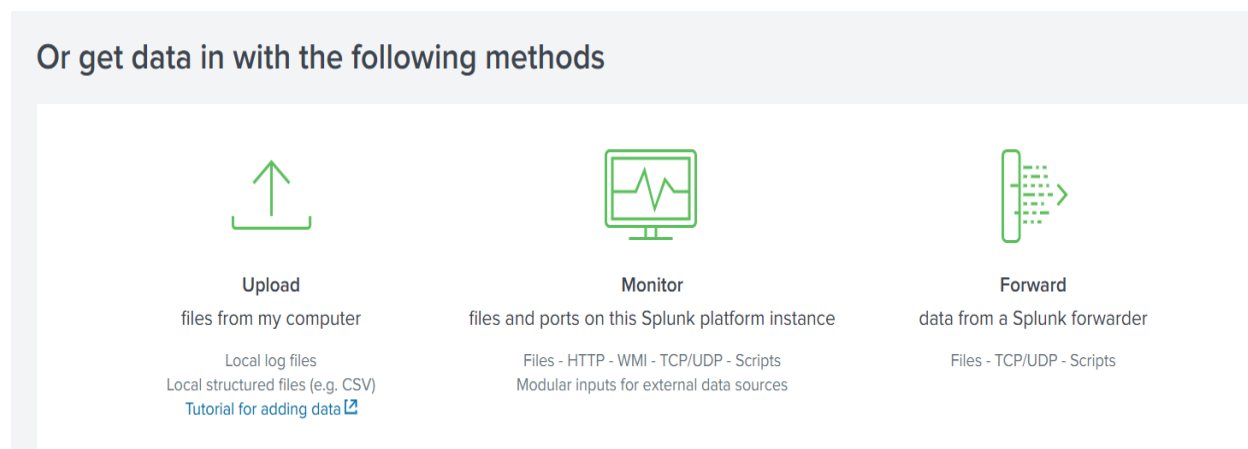 Or get data in with the following methods
Upload
files from my computer
Local log files
Local structured files (e.g. CSV)
Tutorial for adding data
Monitor
files and ports on this Splunk platform instance
Files - HTTP - WMI - TCP/UDP - Scripts
Modular inputs for external data sources
Forward
data from a Splunk forwarder
Files - TCP/UDP - Scripts